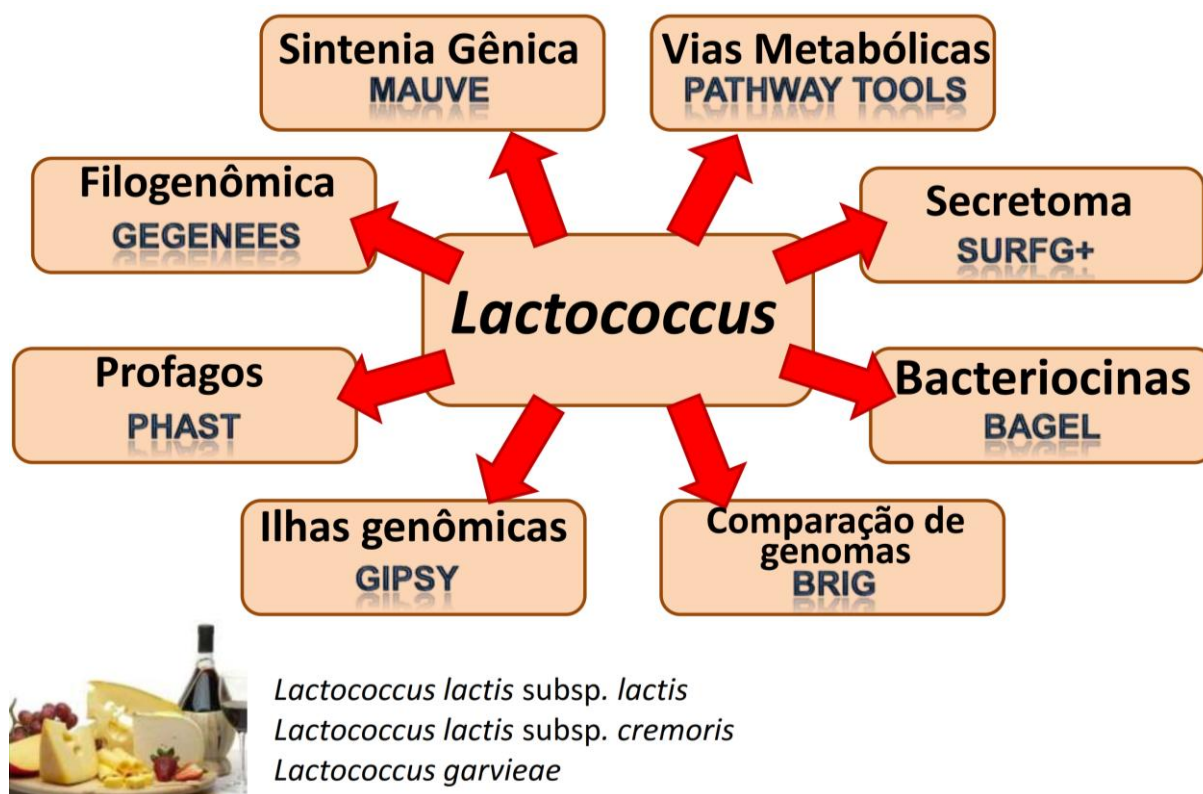 Sintenia Gênica
MAUVE
Vias Metabólicas
PATHWAY TOOLS
Filogenômica
GEGENEES
Secretoma
SURFG+
Lactococcus
Profagos
PHAST
Bacteriocinas
BAGEL
Ilhas genômicas
GIPSY
Comparação de
genomas
BRIG
Lactococcus lactis subsp. lactis
Lactococcus lactis subsp. cremoris
Lactococcus garvieae